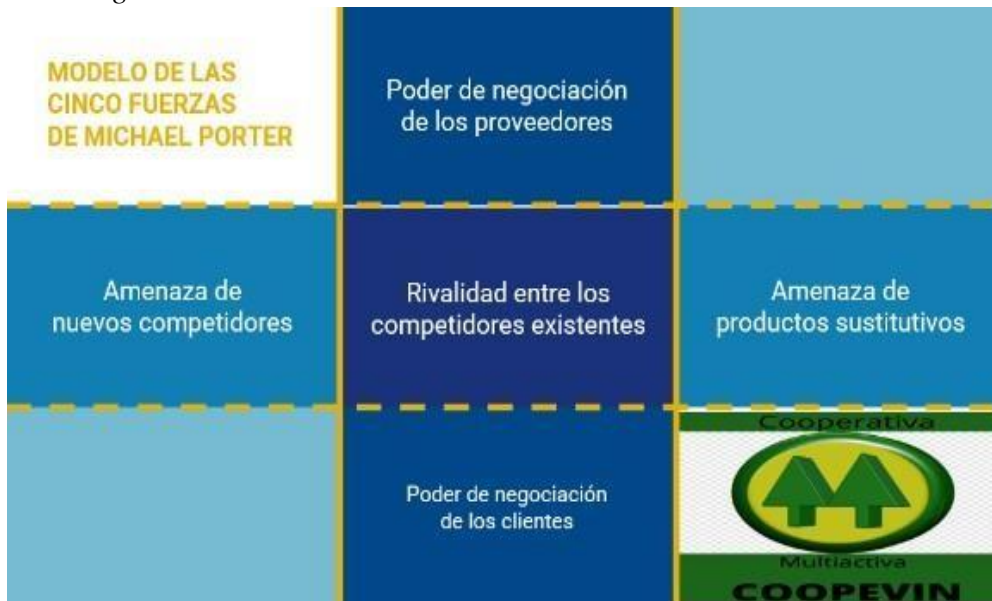 MODELO DE LAS
CINCO FUERZAS
DE MICHAEL PORTER
Poder de negociación
de los proveedores
Amenaza de
nuevos competidores
Rivalidad entre los
competidores existentes
Amenaza de
productos sustitutivos
Poder de negociación
de los clientes
Cooperativa
Multiactiva
COOPEVIN